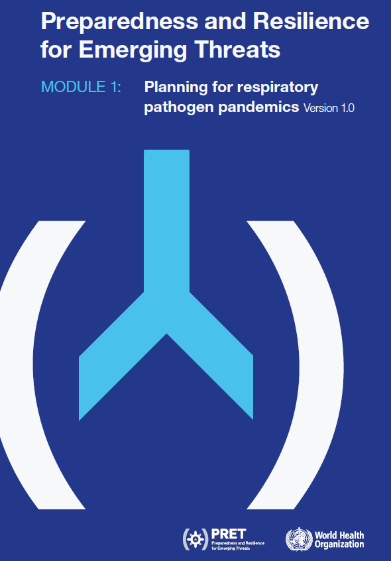 Preparedness and Resilience
for Emerging Threats
MODULE 1:
Planning for respiratory
pathogen pandemics Version 1.0
PRET
Preparedness and Resilience
for Emerging Threats
World Health
Organization